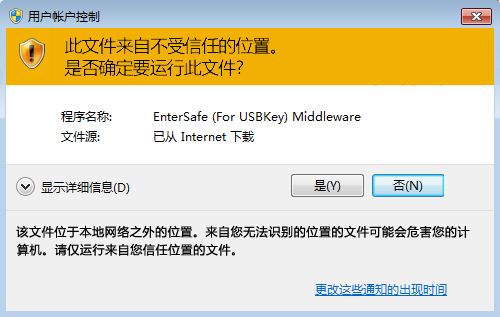 用户帐户控制
此文件来自不受信任的位置。
是否确定要运行此文件?
程序名称: EnterSafe (For USBKey) Middleware
文件源: 已从 Internet 下载
显示详细信息(D) 是(Y) 否(N)
该文件位于本地网络之外的位置。来自您无法识别的位置的文件可能会危害您的计
算机。请仅运行来自您信任位置的文件。
更改这些通知的出现时间